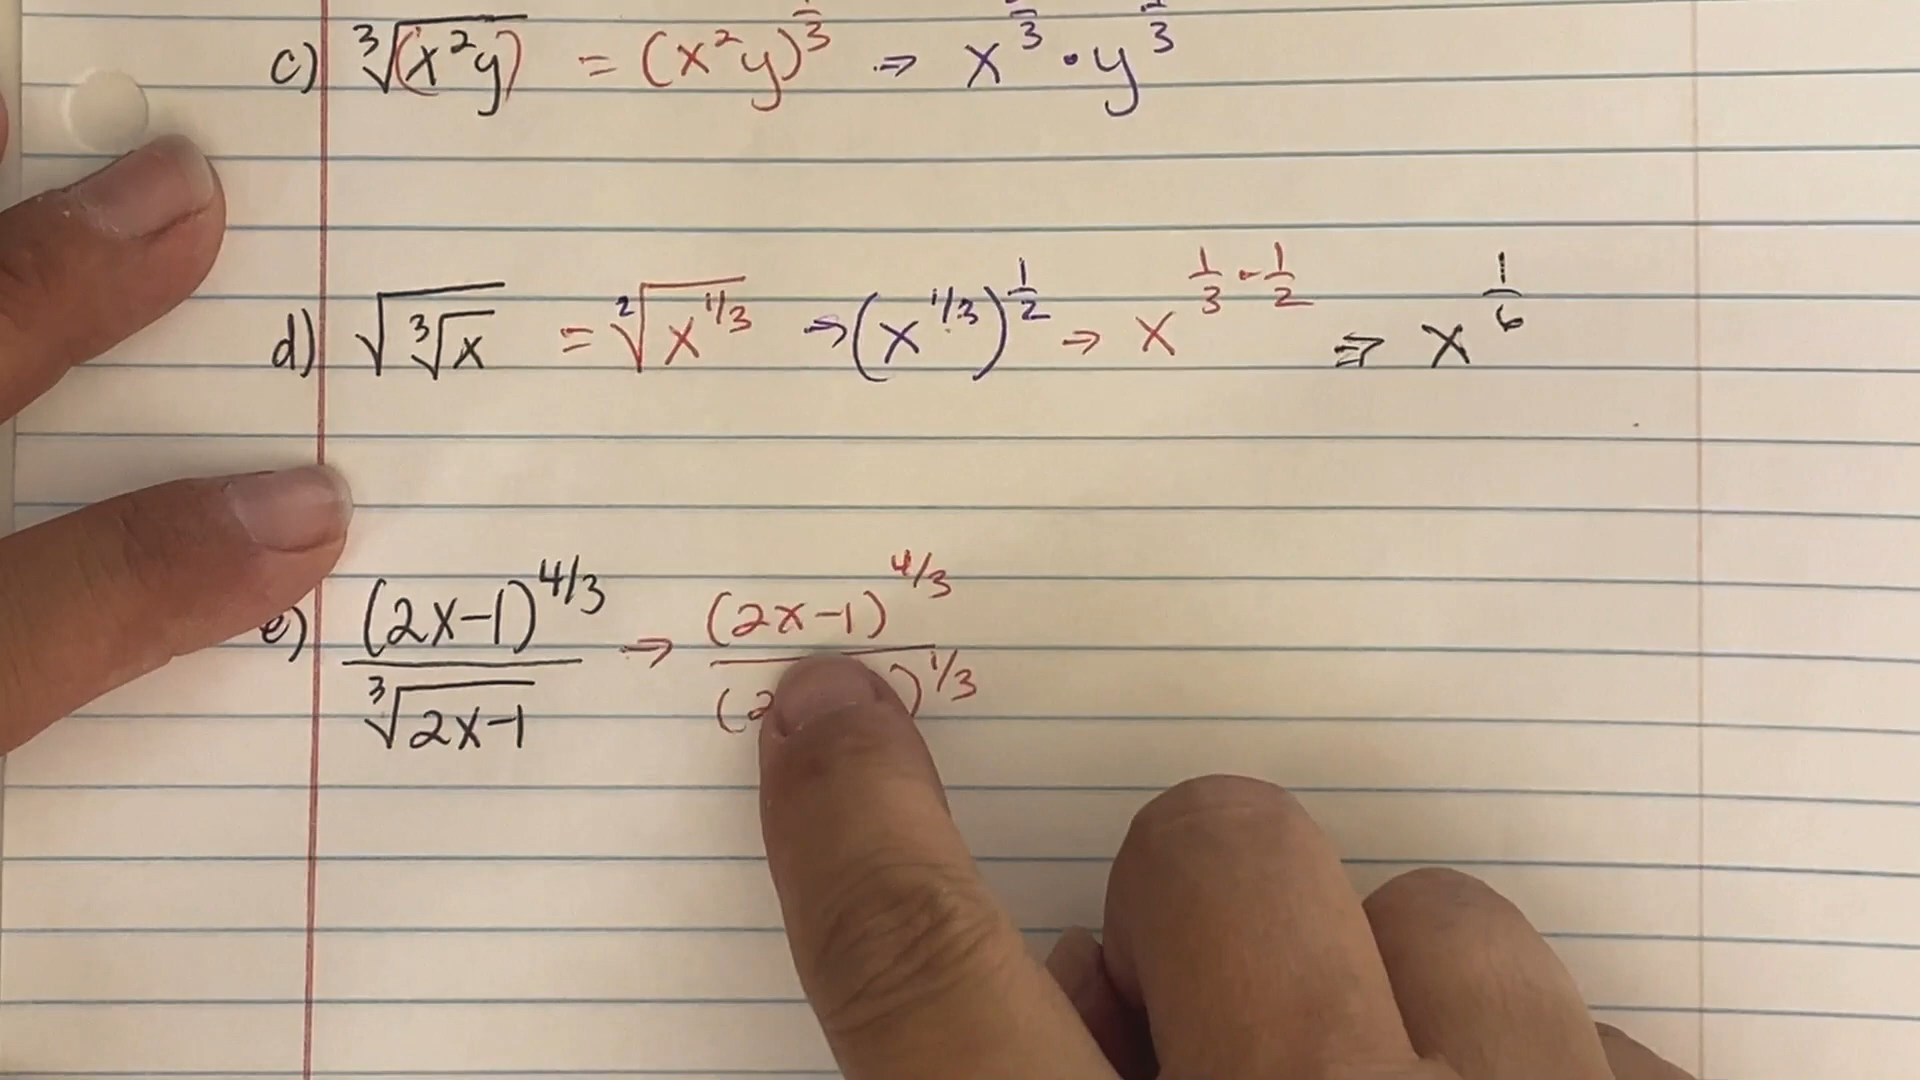 c) ∛(x²y) = (x²y)^(1/3) ⇒ x^(2/3) · y^(1/3)
d) √(∛x) = ²√(x^(1/3)) → (x^(1/3))^(1/2) → x^(1/3 · 1/2) ⇒ x^(1/6)
e) (2x-1)^(4/3) / ∛(2x-1) → (2x-1)^(4/3) / (2 )^(1/3)